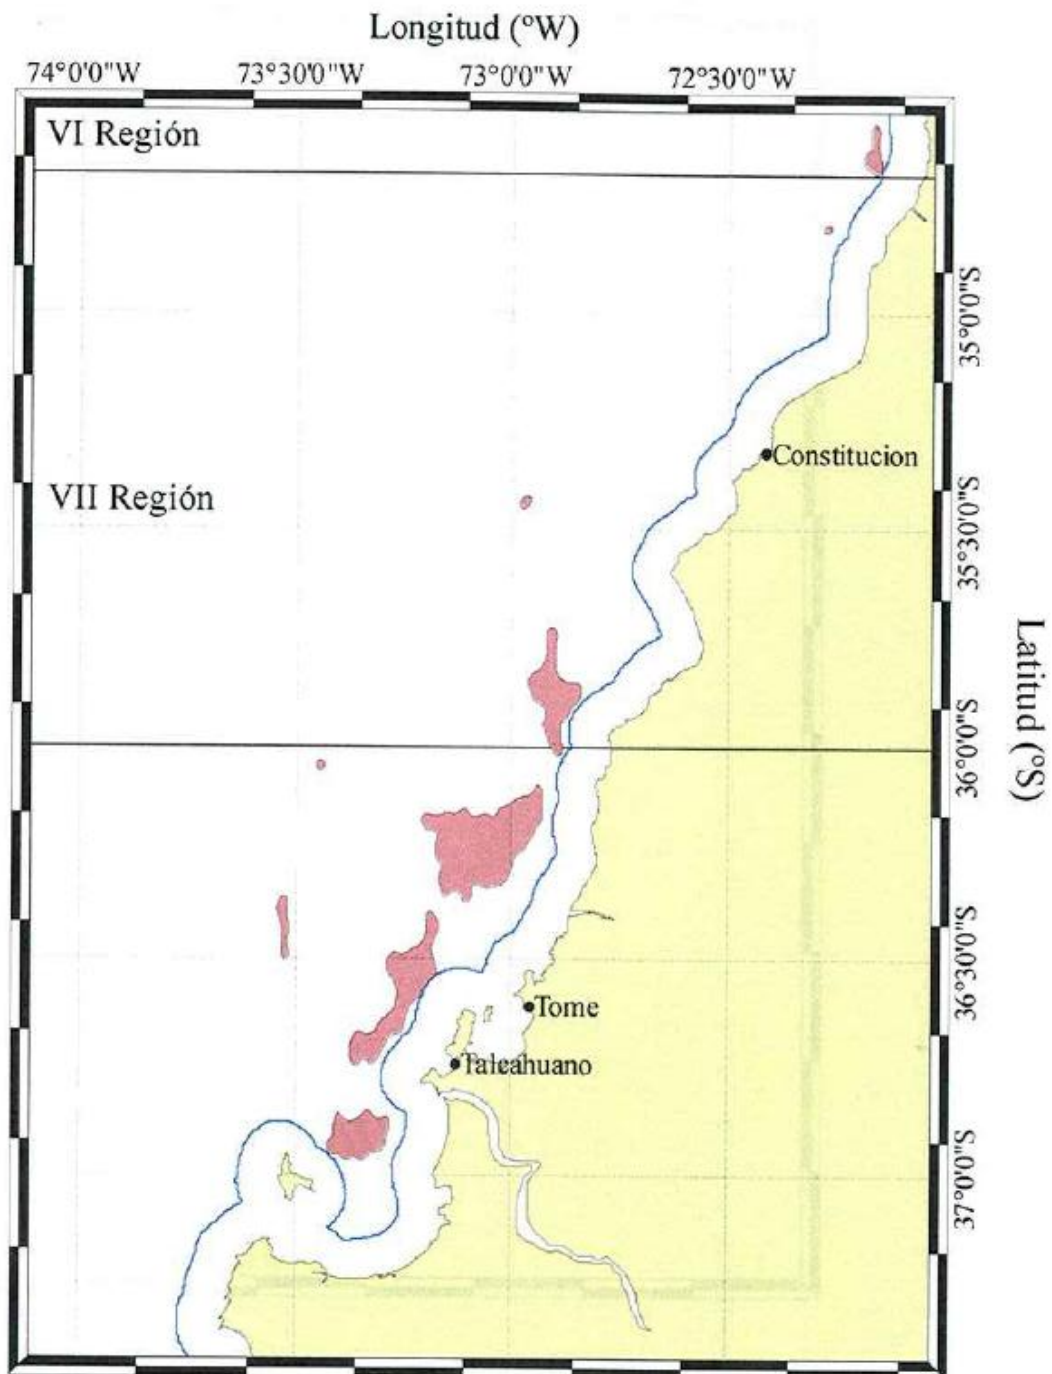 Longitud (°W)
74°0'0"W 73°30'0"W 73°0'0"W 72°30'0"W
VI Región
35°0'0"S
Constitucion
VII Región
35°30'0"S
Latitud (°S)
36°0'0"S
36°30'0"S
Tome
Talcahuano
37°0'0"S